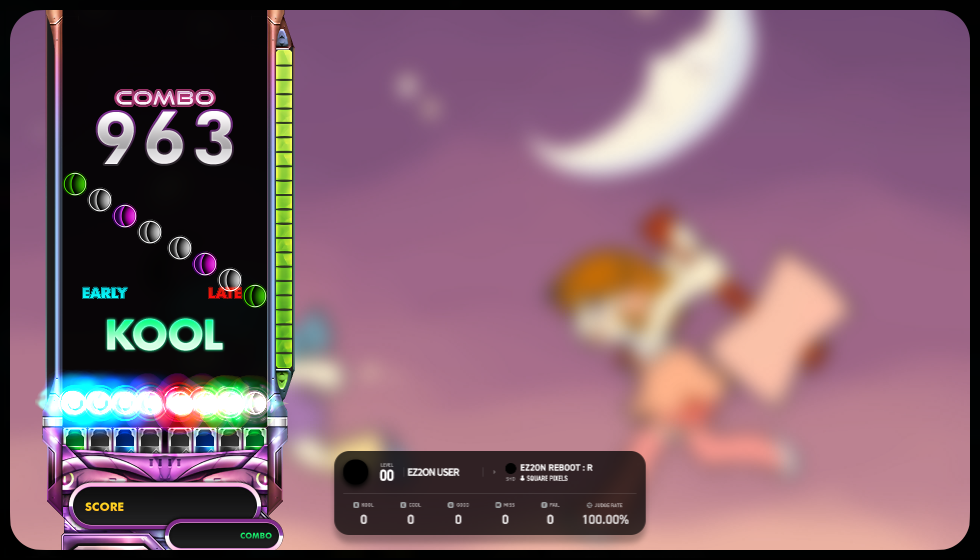 COMBO
963
EARLY LATE
KOOL
SCORE
COMBO
LEVEL
00 EZ2ON USER
EZ2ON REBOOT : R
SQUARE PIXELS
KOOL COOL GOOD MISS FAIL JUDGE RATE
0 0 0 0 0 100.00%